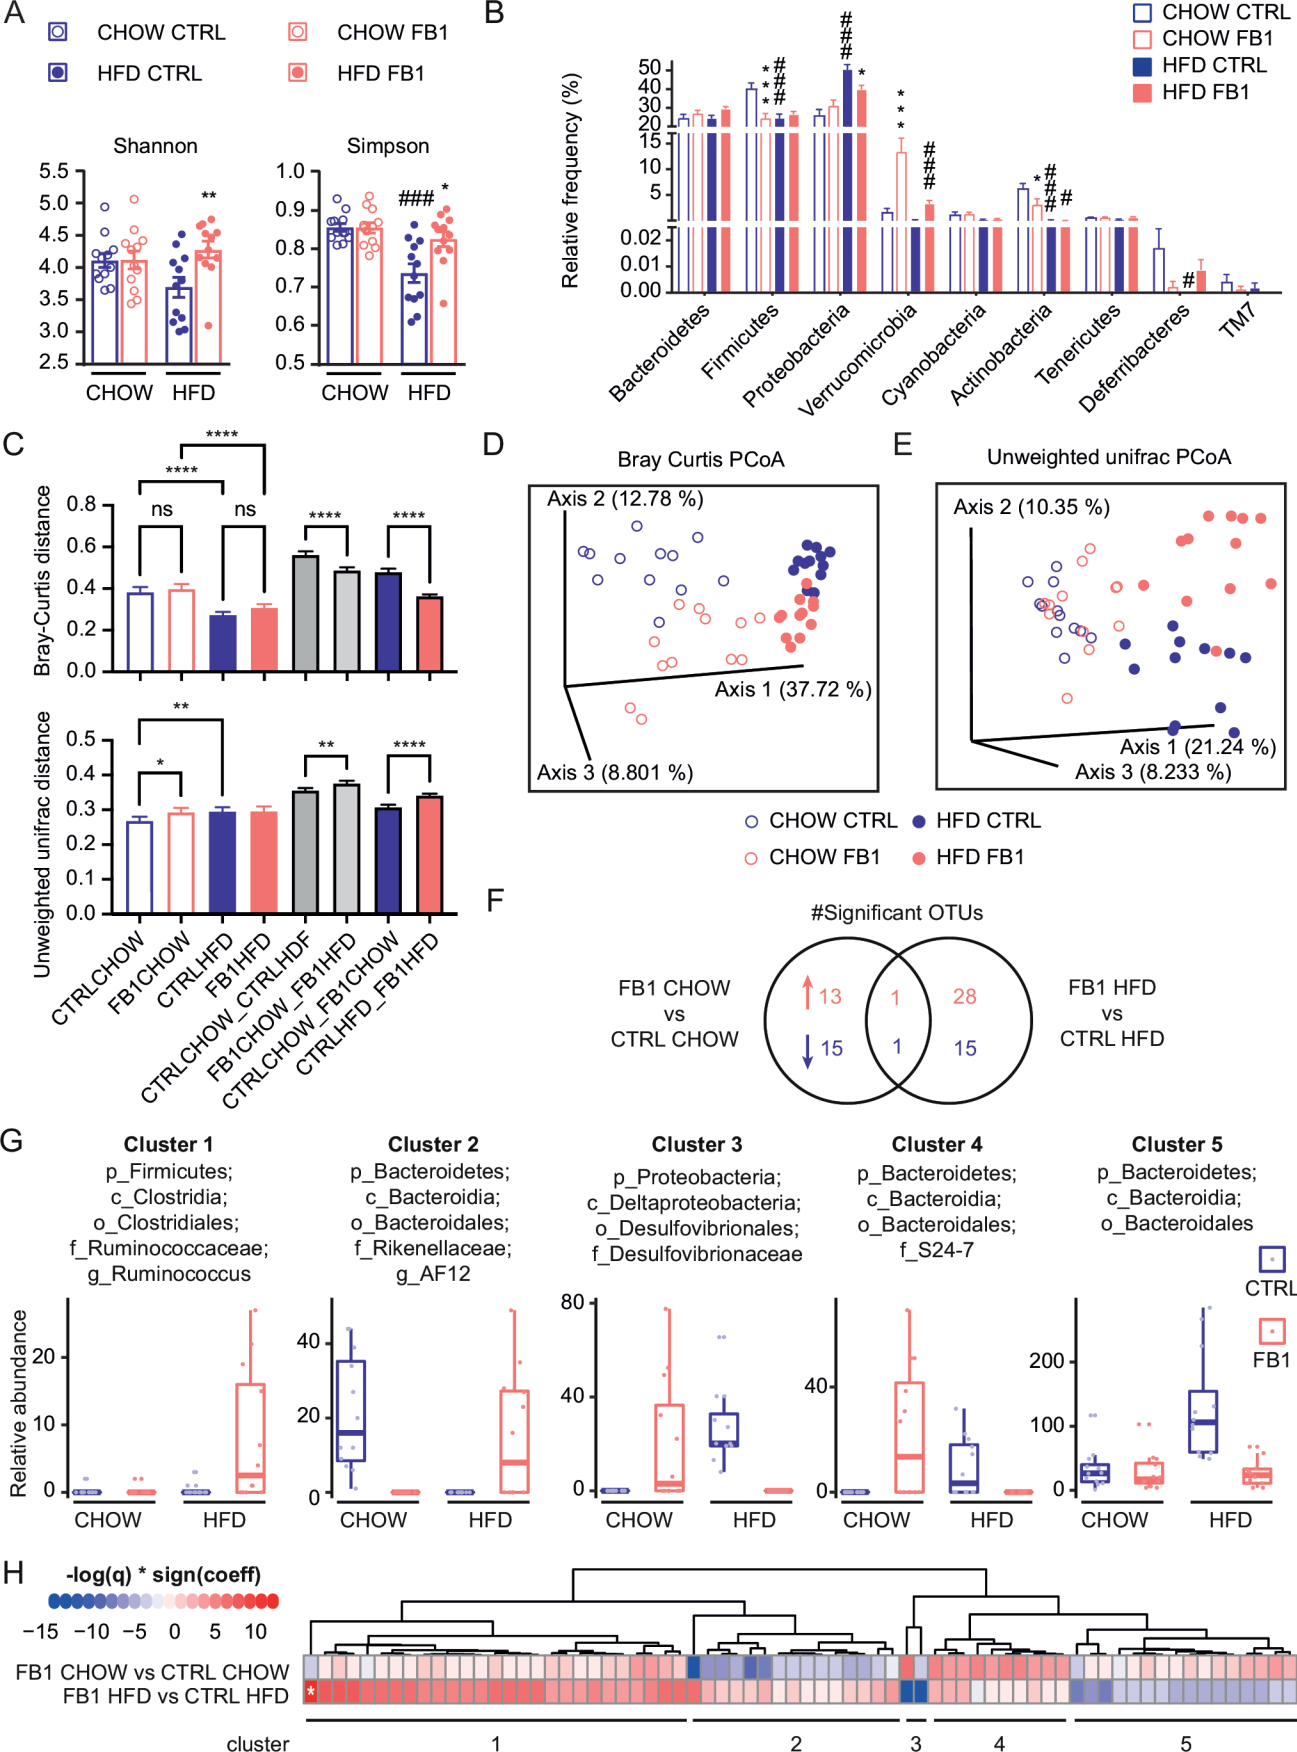 A
CHOW CTRL
CHOW FB1
HFD CTRL
HFD FB1
Shannon
Simpson
5.5
5.0
4.5
4.0
3.5
3.0
2.5
**
CHOW
HFD
1.0
0.9
0.8
0.7
0.6
0.5
###
*
CHOW
HFD
B
CHOW CTRL
CHOW FB1
HFD CTRL
HFD FB1
Relative frequency (%)
50
40
30
20
15
10
5
0.02
0.01
0.00
***
###
###
*
***
###
*
###
#
#
Bacteroidetes
Firmicutes
Proteobacteria
Verrucomicrobia
Cyanobacteria
Actinobacteria
Tenericutes
Deferribacteres
TM7
C
Bray-Curtis distance
0.8
0.6
0.4
0.2
0.0
****
****
ns
ns
****
****
Unweighted unifrac distance
0.5
0.4
0.3
0.2
0.1
0.0
**
*
**
****
CTRLCHOW
FB1CHOW
CTRLHFD
FB1HFD
CTRLCHOW_CTRLHDF
FB1CHOW_FB1HFD
CTRLCHOW_FB1CHOW
CTRLHFD_FB1HFD
D
Bray Curtis PCoA
Axis 2 (12.78 %)
Axis 1 (37.72 %)
Axis 3 (8.801 %)
E
Unweighted unifrac PCoA
Axis 2 (10.35 %)
Axis 1 (21.24 %)
Axis 3 (8.233 %)
CHOW CTRL
HFD CTRL
CHOW FB1
HFD FB1
F
#Significant OTUs
FB1 CHOW
vs
CTRL CHOW
13
1
28
15
1
15
FB1 HFD
vs
CTRL HFD
G
Cluster 1
p_Firmicutes;
c_Clostridia;
o_Clostridiales;
f_Ruminococcaceae;
g_Ruminococcus
Cluster 2
p_Bacteroidetes;
c_Bacteroidia;
o_Bacteroidales;
f_Rikenellaceae;
g_AF12
Cluster 3
p_Proteobacteria;
c_Deltaproteobacteria;
o_Desulfovibrionales;
f_Desulfovibrionaceae
Cluster 4
p_Bacteroidetes;
c_Bacteroidia;
o_Bacteroidales;
f_S24-7
Cluster 5
p_Bacteroidetes;
c_Bacteroidia;
o_Bacteroidales
CTRL
FB1
Relative abundance
20
10
0
CHOW
HFD
40
20
0
CHOW
HFD
80
40
0
CHOW
HFD
40
0
CHOW
HFD
200
100
0
CHOW
HFD
H
-log(q) * sign(coeff)
−15
−10
−5
0
5
10
FB1 CHOW vs CTRL CHOW
FB1 HFD vs CTRL HFD
*
cluster
1
2
3
4
5